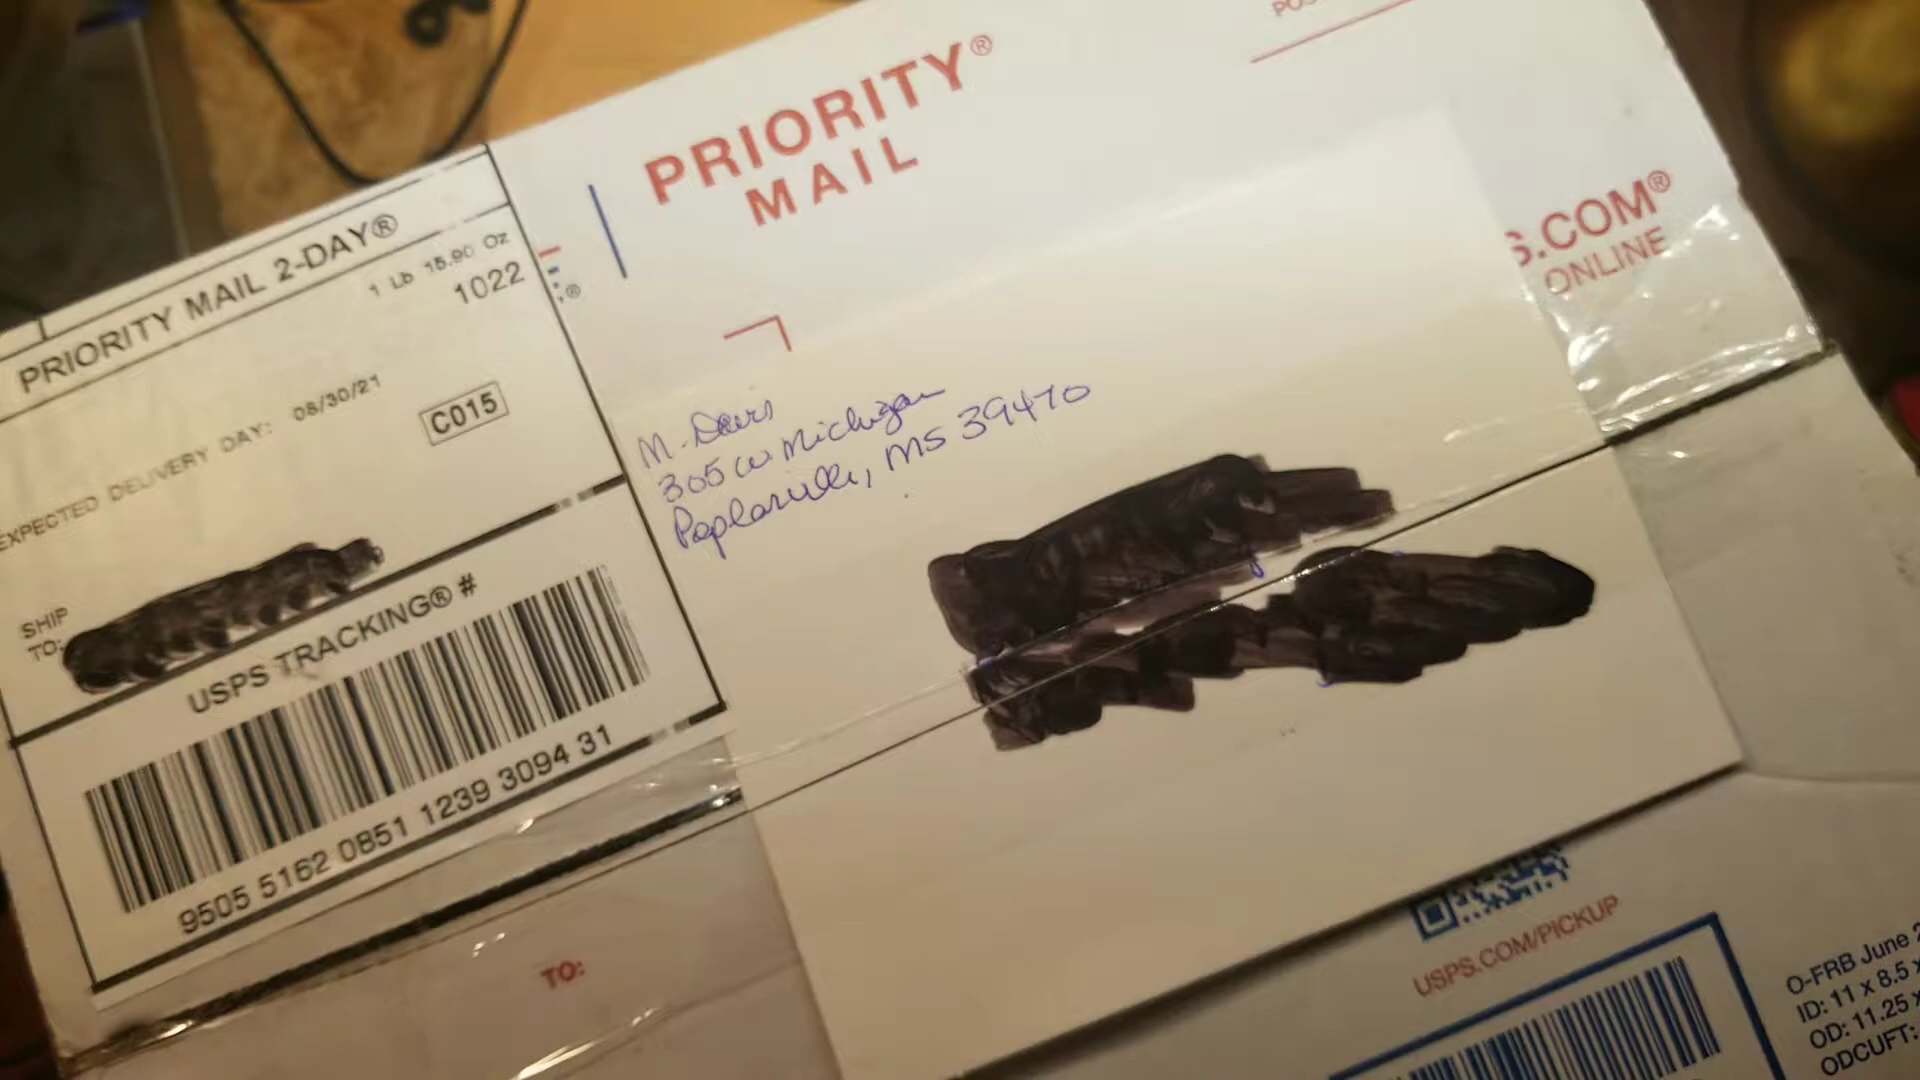 PRIORITY MAIL 2-DAY®
1 Lb 15.90 Oz
1022
EXPECTED DELIVERY DAY: 08/30/21
C015
SHIP
TO:
USPS TRACKING® #
9505 5162 0851 1239 3094 31
TO:
PRIORITY®
MAIL
®
S.COM®
ONLINE
M. Davis
305 W Michigan
Poplarville, MS 39470
USPS.COM/PICKUP
O-FRB June 2
ID: 11 x 8.5 x
OD: 11.25 x
ODCUFT: